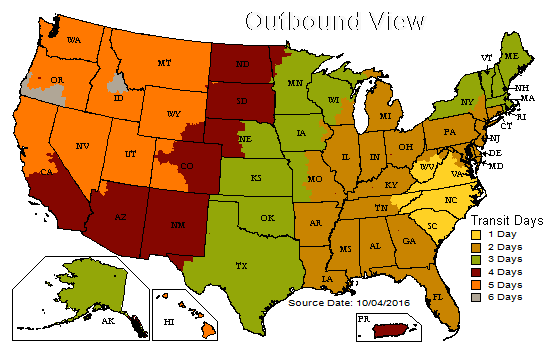 Outbound View
WA
MT
ND
MN
VT
ME
OR
ID
SD
WI
NY
NH
MA
WY
MI
RI
CT
NV
UT
NE
IA
IL
IN
OH
PA
NJ
DE
MD
CA
CO
KS
MO
KY
WV
VA
AZ
NM
OK
AR
TN
NC
SC
TX
LA
MS
AL
GA
FL
Transit Days
1 Day
2 Days
3 Days
4 Days
5 Days
6 Days
Source Date: 10/04/2016
AK
HI
PR